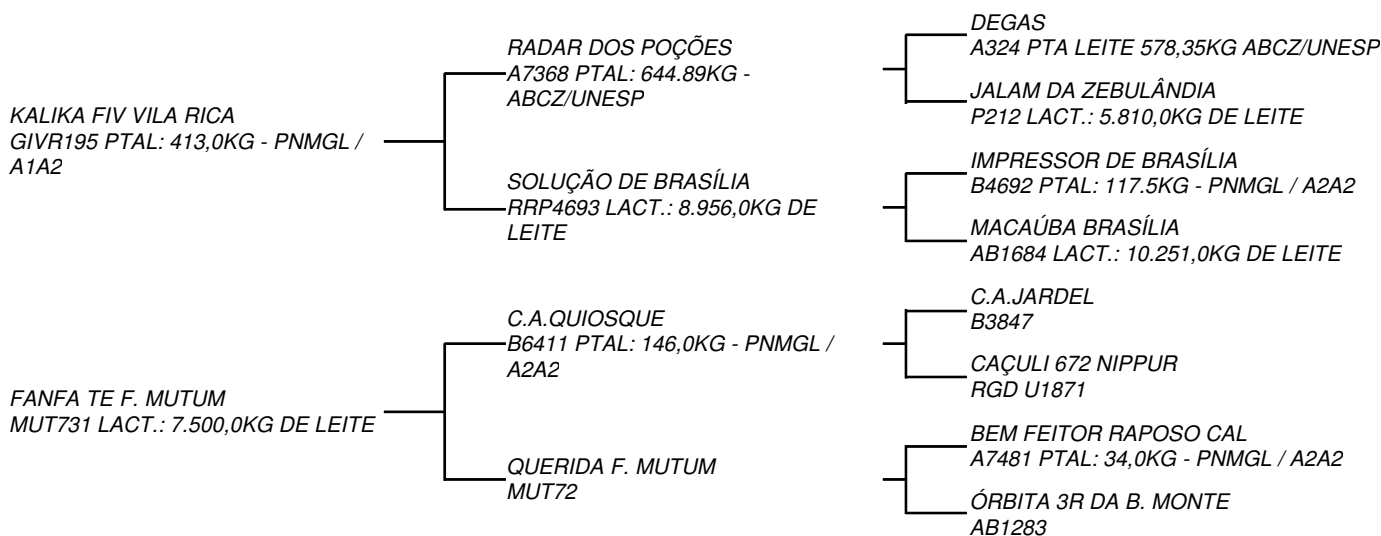 KALIKA FIV VILA RICA
GIVR195 PTAL: 413,0KG - PNMGL /
A1A2
FANFA TE F. MUTUM
MUT731 LACT.: 7.500,0KG DE LEITE
RADAR DOS POÇÕES
A7368 PTAL: 644.89KG -
ABCZ/UNESP
SOLUÇÃO DE BRASÍLIA
RRP4693 LACT.: 8.956,0KG DE
LEITE
C.A.QUIOSQUE
B6411 PTAL: 146,0KG - PNMGL /
A2A2
QUERIDA F. MUTUM
MUT72
DEGAS
A324 PTA LEITE 578,35KG ABCZ/UNESP
JALAM DA ZEBULÂNDIA
P212 LACT.: 5.810,0KG DE LEITE
IMPRESSOR DE BRASÍLIA
B4692 PTAL: 117.5KG - PNMGL / A2A2
MACAÚBA BRASÍLIA
AB1684 LACT.: 10.251,0KG DE LEITE
C.A.JARDEL
B3847
CAÇULI 672 NIPPUR
RGD U1871
BEM FEITOR RAPOSO CAL
A7481 PTAL: 34,0KG - PNMGL / A2A2
ÓRBITA 3R DA B. MONTE
AB1283